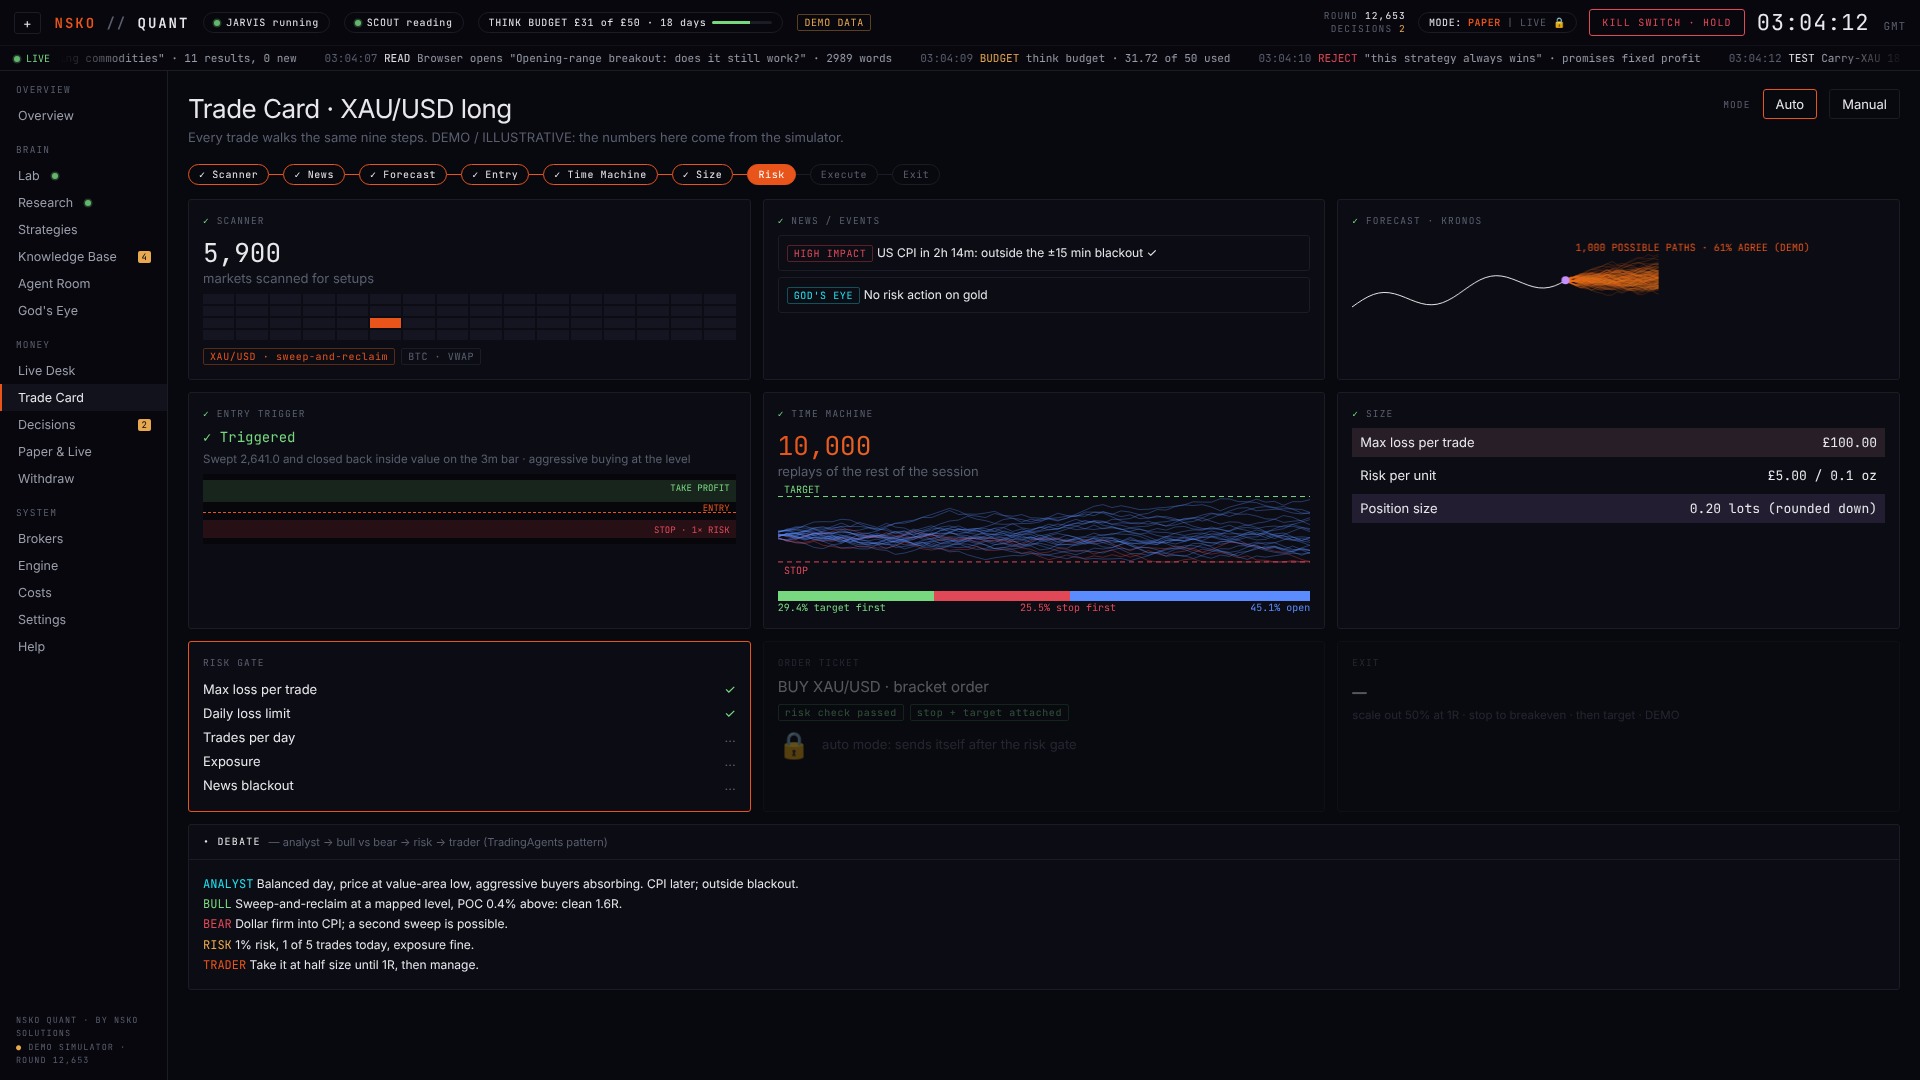 + NSKO // QUANT JARVIS running SCOUT reading THINK BUDGET £31 of £50 · 18 days DEMO DATA
ROUND 12,653
DECISIONS 2
MODE: PAPER | LIVE 🔒 KILL SWITCH · HOLD 03:04:12 GMT
LIVE commodities" · 11 results, 0 new 03:04:07 READ Browser opens "Opening-range breakout: does it still work?" · 2989 words 03:04:09 BUDGET think budget · 31.72 of 50 used 03:04:10 REJECT "this strategy always wins" · promises fixed profit 03:04:12 TEST Carry-XAU
OVERVIEW
Overview
BRAIN
Lab
Research
Strategies
Knowledge Base 4
Agent Room
God's Eye
MONEY
Live Desk
Trade Card
Decisions 2
Paper & Live
Withdraw
SYSTEM
Brokers
Engine
Costs
Settings
Help
NSKO QUANT · BY NSKO
SOLUTIONS
DEMO SIMULATOR ·
ROUND 12,653
Trade Card · XAU/USD long
MODE Auto Manual
Every trade walks the same nine steps. DEMO / ILLUSTRATIVE: the numbers here come from the simulator.
✓ Scanner ✓ News ✓ Forecast ✓ Entry ✓ Time Machine ✓ Size Risk Execute Exit
✓ SCANNER
5,900
markets scanned for setups
XAU/USD · sweep-and-reclaim BTC · VWAP
✓ NEWS / EVENTS
HIGH IMPACT US CPI in 2h 14m: outside the ±15 min blackout ✓
GOD'S EYE No risk action on gold
✓ FORECAST · KRONOS
1,000 POSSIBLE PATHS · 61% AGREE (DEMO)
✓ ENTRY TRIGGER
✓ Triggered
Swept 2,641.0 and closed back inside value on the 3m bar · aggressive buying at the level
TAKE PROFIT
ENTRY
STOP · 1× RISK
✓ TIME MACHINE
10,000
replays of the rest of the session
TARGET
STOP
29.4% target first 25.5% stop first 45.1% open
✓ SIZE
Max loss per trade £100.00
Risk per unit £5.00 / 0.1 oz
Position size 0.20 lots (rounded down)
RISK GATE
Max loss per trade ✓
Daily loss limit ✓
Trades per day …
Exposure …
News blackout …
ORDER TICKET
BUY XAU/USD · bracket order
risk check passed stop + target attached
🔒 auto mode: sends itself after the risk gate
EXIT
—
scale out 50% at 1R · stop to breakeven · then target · DEMO
• DEBATE — analyst → bull vs bear → risk → trader (TradingAgents pattern)
ANALYST Balanced day, price at value-area low, aggressive buyers absorbing. CPI later; outside blackout.
BULL Sweep-and-reclaim at a mapped level, POC 0.4% above: clean 1.6R.
BEAR Dollar firm into CPI; a second sweep is possible.
RISK 1% risk, 1 of 5 trades today, exposure fine.
TRADER Take it at half size until 1R, then manage.